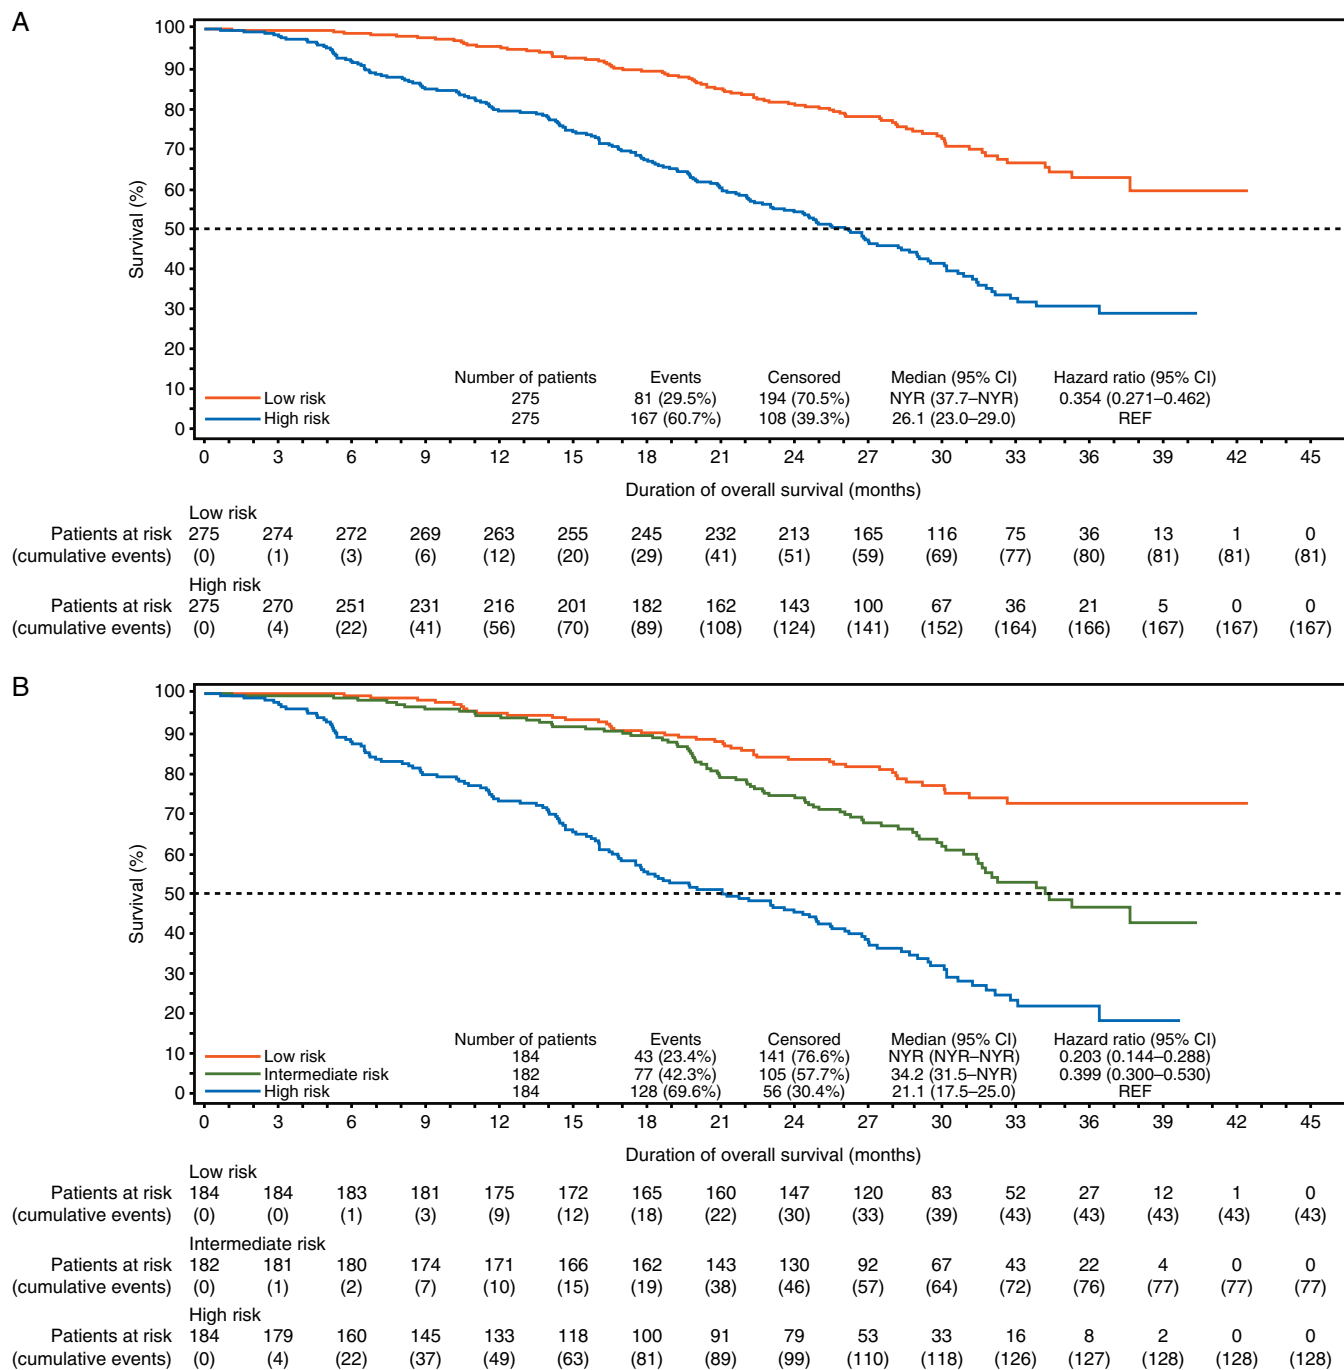 A
100
90
80
70
60
50
40
30
20
10
0
Survival (%)
Number of patients Events Censored Median (95% CI) Hazard ratio (95% CI)
Low risk 275 81 (29.5%) 194 (70.5%) NYR (37.7–NYR) 0.354 (0.271–0.462)
High risk 275 167 (60.7%) 108 (39.3%) 26.1 (23.0–29.0) REF
0 3 6 9 12 15 18 21 24 27 30 33 36 39 42 45
Duration of overall survival (months)
Low risk
Patients at risk 275 274 272 269 263 255 245 232 213 165 116 75 36 13 1 0
(cumulative events) (0) (1) (3) (6) (12) (20) (29) (41) (51) (59) (69) (77) (80) (81) (81) (81)
High risk
Patients at risk 275 270 251 231 216 201 182 162 143 100 67 36 21 5 0 0
(cumulative events) (0) (4) (22) (41) (56) (70) (89) (108) (124) (141) (152) (164) (166) (167) (167) (167)
B
100
90
80
70
60
50
40
30
20
10
0
Survival (%)
Number of patients Events Censored Median (95% CI) Hazard ratio (95% CI)
Low risk 184 43 (23.4%) 141 (76.6%) NYR (NYR–NYR) 0.203 (0.144–0.288)
Intermediate risk 182 77 (42.3%) 105 (57.7%) 34.2 (31.5–NYR) 0.399 (0.300–0.530)
High risk 184 128 (69.6%) 56 (30.4%) 21.1 (17.5–25.0) REF
0 3 6 9 12 15 18 21 24 27 30 33 36 39 42 45
Duration of overall survival (months)
Low risk
Patients at risk 184 184 183 181 175 172 165 160 147 120 83 52 27 12 1 0
(cumulative events) (0) (0) (1) (3) (9) (12) (18) (22) (30) (33) (39) (43) (43) (43) (43) (43)
Intermediate risk
Patients at risk 182 181 180 174 171 166 162 143 130 92 67 43 22 4 0 0
(cumulative events) (0) (1) (2) (7) (10) (15) (19) (38) (46) (57) (64) (72) (76) (77) (77) (77)
High risk
Patients at risk 184 179 160 145 133 118 100 91 79 53 33 16 8 2 0 0
(cumulative events) (0) (4) (22) (37) (49) (63) (81) (89) (99) (110) (118) (126) (127) (128) (128) (128)